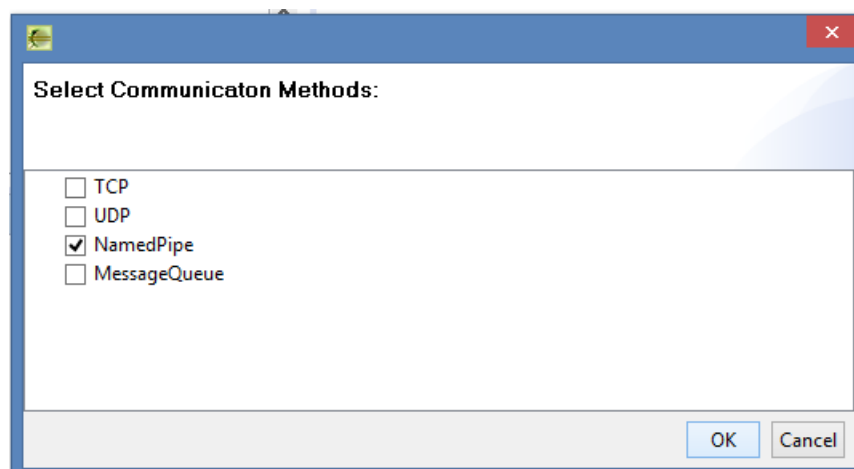 Select Communicaton Methods:
TCP
UDP
NamedPipe
MessageQueue
OK Cancel